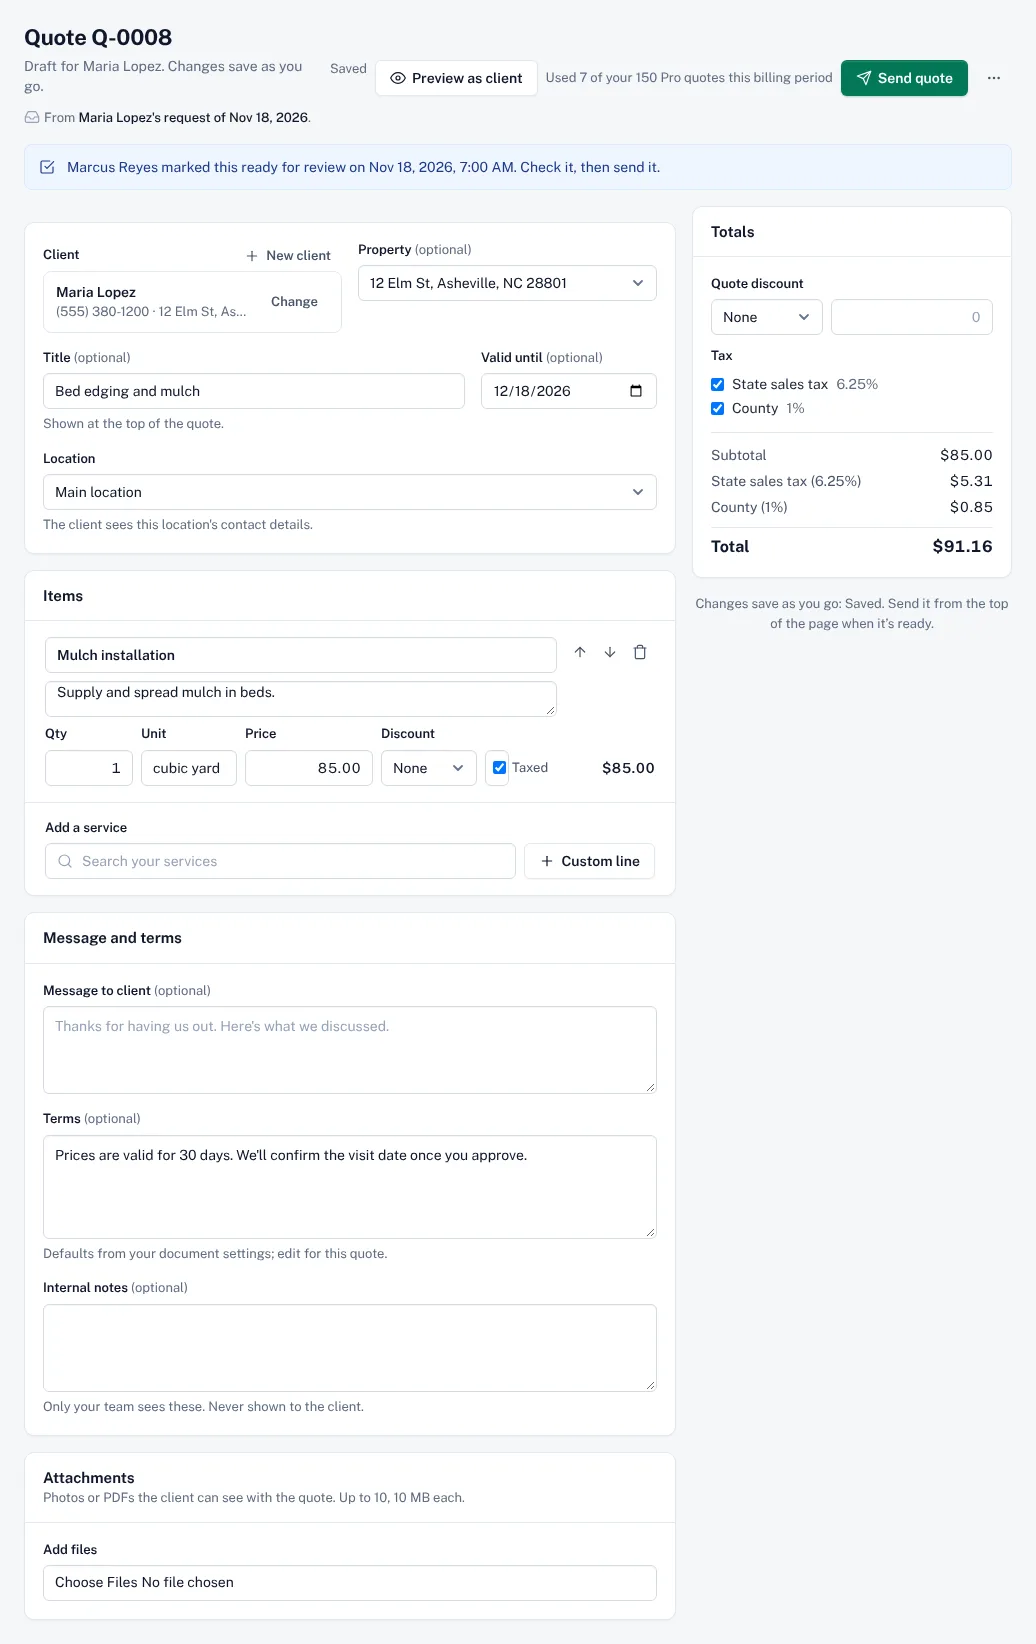 Quote Q-0008
Draft for Maria Lopez. Changes save as you
go.
Saved
Preview as client
Used 7 of your 150 Pro quotes this billing period
Send quote
...
From Maria Lopez's request of Nov 18, 2026.
Marcus Reyes marked this ready for review on Nov 18, 2026, 7:00 AM. Check it, then send it.
Client
+ New client
Maria Lopez
(555) 380-1200 · 12 Elm St, As...
Change
Property (optional)
12 Elm St, Asheville, NC 28801
Title (optional)
Bed edging and mulch
Shown at the top of the quote.
Valid until (optional)
12/18/2026
Location
Main location
The client sees this location's contact details.
Items
Mulch installation
Supply and spread mulch in beds.
Qty Unit Price Discount
1 cubic yard 85.00 None Taxed $85.00
Add a service
Search your services
+ Custom line
Message and terms
Message to client (optional)
Thanks for having us out. Here's what we discussed.
Terms (optional)
Prices are valid for 30 days. We'll confirm the visit date once you approve.
Defaults from your document settings; edit for this quote.
Internal notes (optional)
Only your team sees these. Never shown to the client.
Attachments
Photos or PDFs the client can see with the quote. Up to 10, 10 MB each.
Add files
Choose Files No file chosen
Totals
Quote discount
None 0
Tax
State sales tax 6.25%
County 1%
Subtotal $85.00
State sales tax (6.25%) $5.31
County (1%) $0.85
Total $91.16
Changes save as you go: Saved. Send it from the top
of the page when it's ready.